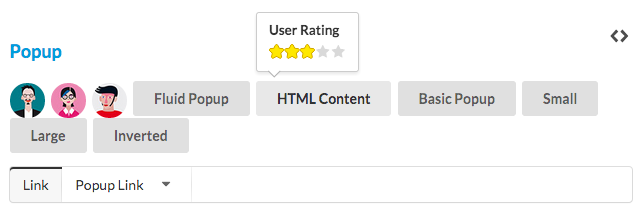 User Rating
Popup
Fluid Popup
HTML Content
Basic Popup
Small
Large
Inverted
Link
Popup Link